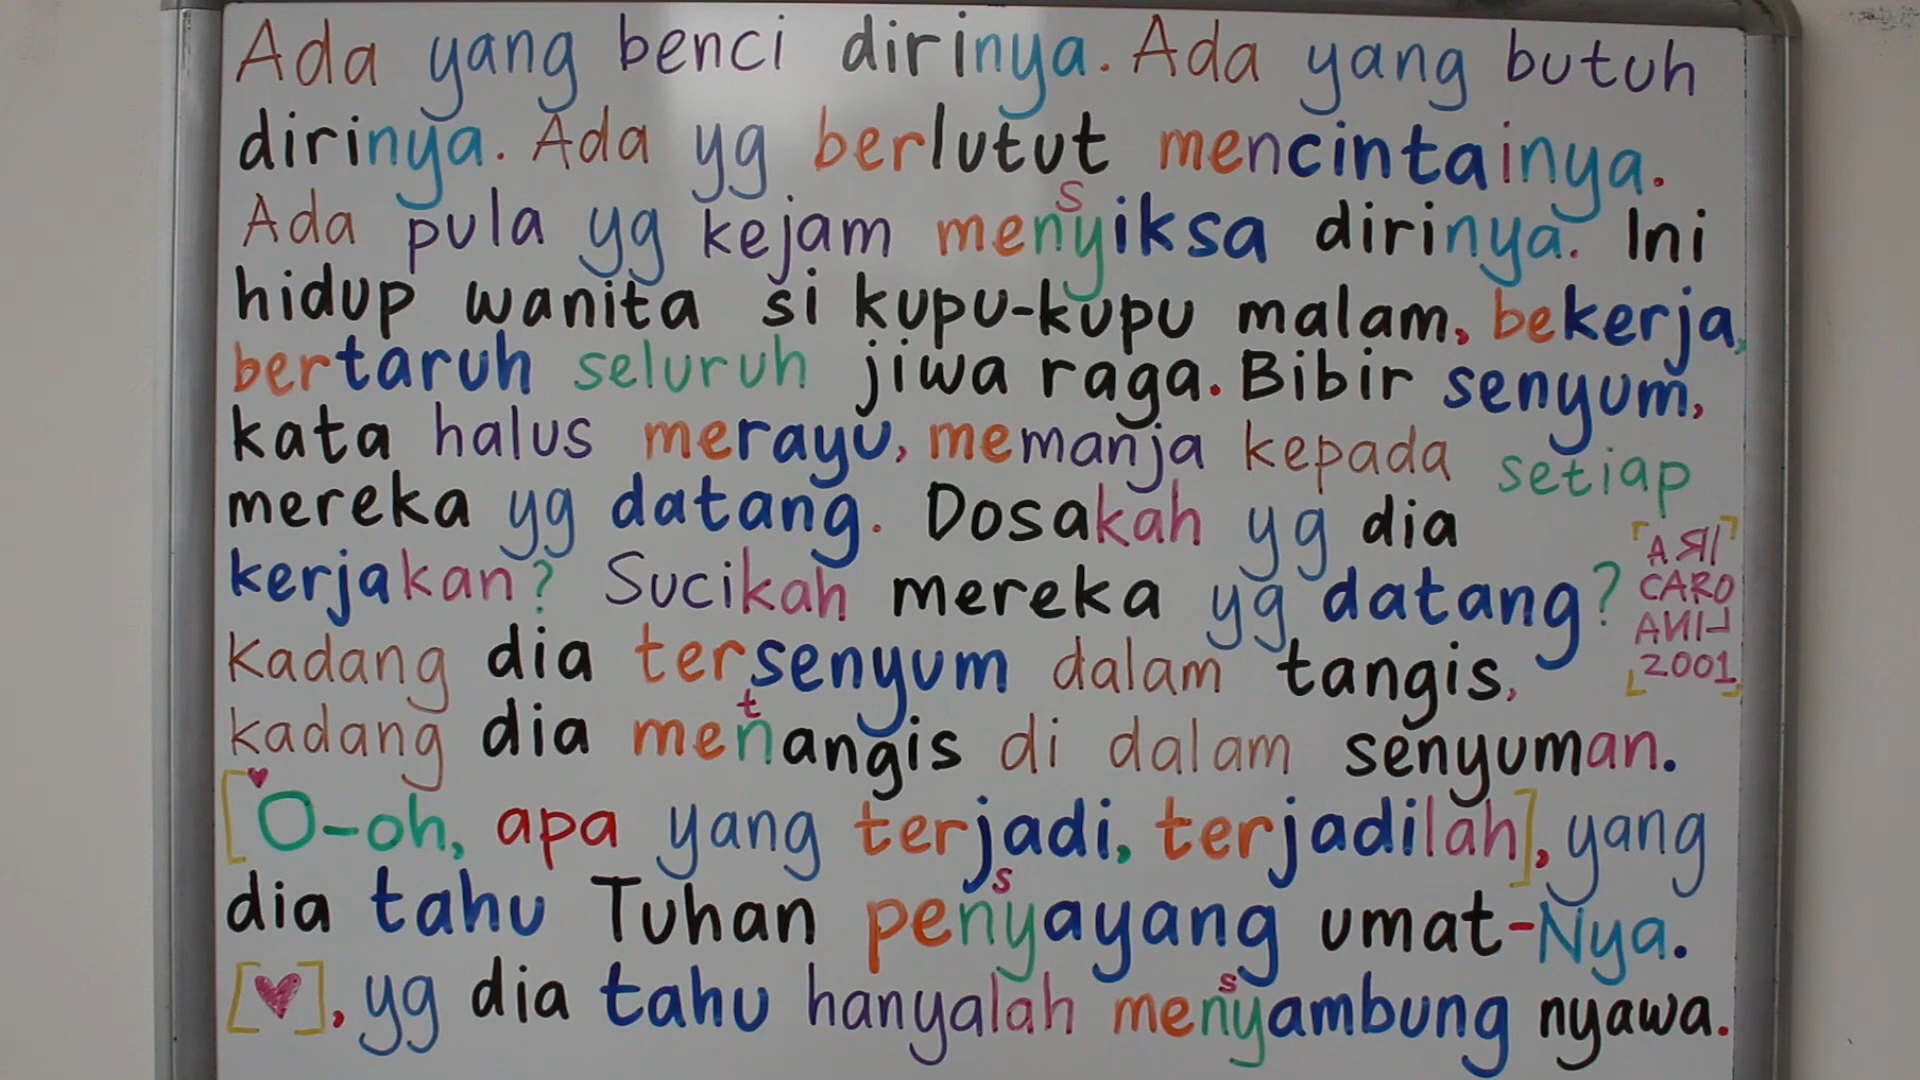 Ada yang benci dirinya. Ada yang butuh
dirinya. Ada yg berlutut mencintainya.
s
Ada pula yg kejam menyiksa dirinya. Ini
hidup wanita si kupu-kupu malam, bekerja,
bertaruh seluruh jiwa raga. Bibir senyum,
kata halus merayu, memanja kepada setiap
mereka yg datang. Dosakah yg dia
kerjakan? Sucikah mereka yg datang?
[ARI
CARO
LINA
2001]
Kadang dia tersenyum dalam tangis,
t
kadang dia menangis di dalam senyuman.
[♥O-oh, apa yang terjadi, terjadilah], yang
s
dia tahu Tuhan penyayang umat-Nya.
s
[♥], yg dia tahu hanyalah menyambung nyawa.